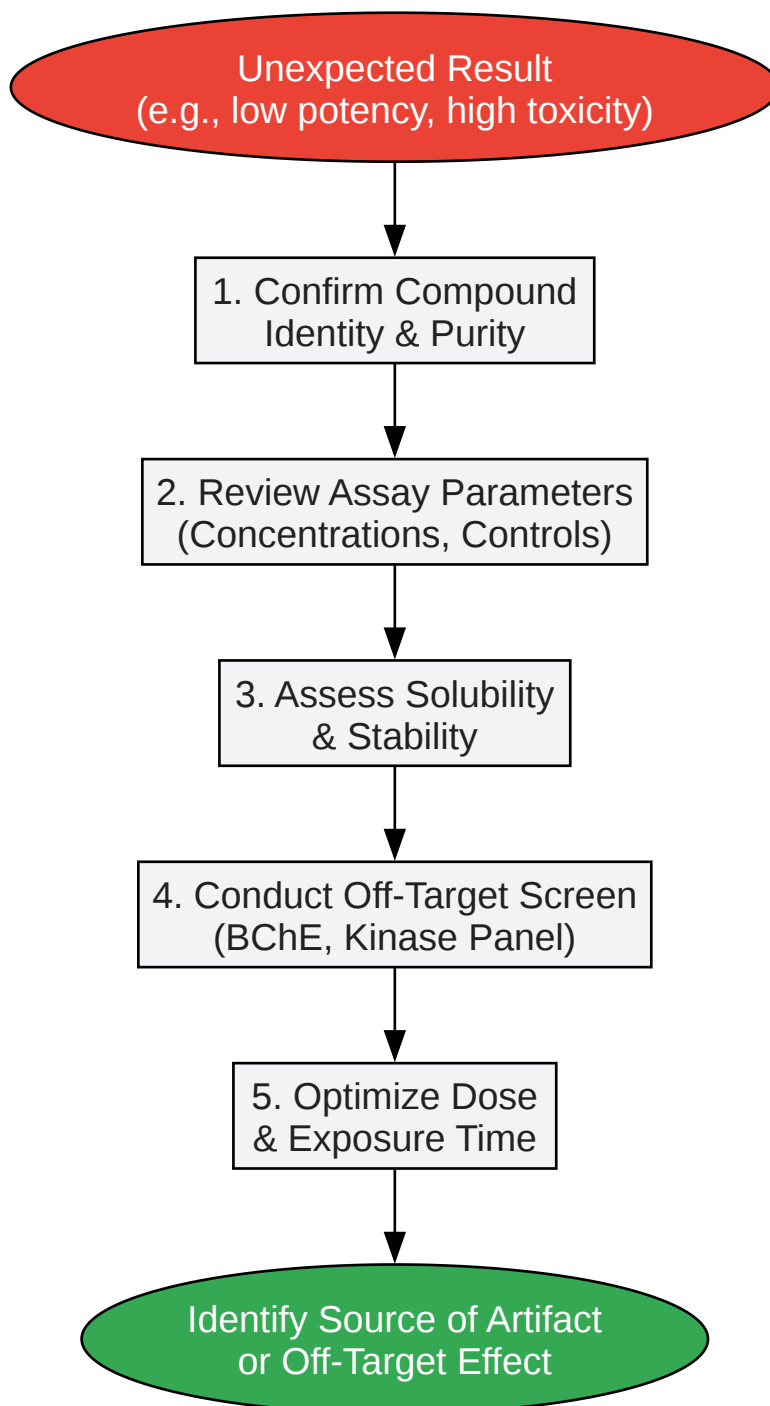 Unexpected Result
(e.g., low potency, high toxicity)
1. Confirm Compound
Identity & Purity
2. Review Assay Parameters
(Concentrations, Controls)
3. Assess Solubility
& Stability
4. Conduct Off-Target Screen
(BChE, Kinase Panel)
5. Optimize Dose
& Exposure Time
Identify Source of Artifact
or Off-Target Effect